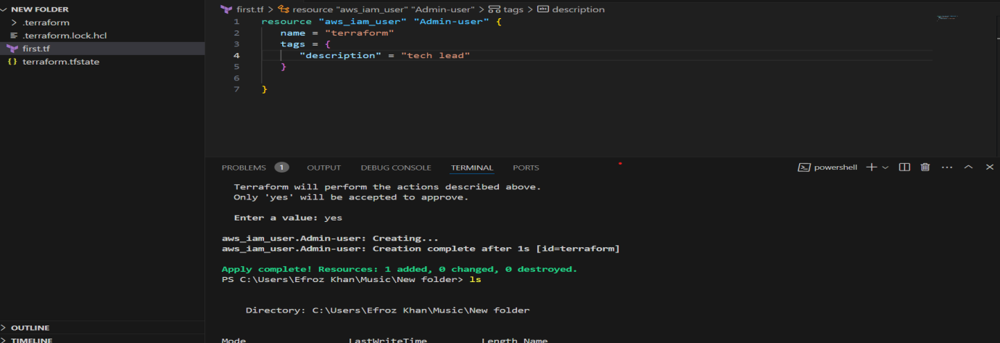 NEW FOLDER
.terraform
.terraform.lock.hcl
first.tf
terraform.tfstate
OUTLINE
TIMELINE
first.tf > resource "aws_iam_user" "Admin-user" > tags > description
1 resource "aws_iam_user" "Admin-user" {
2 name = "terraform"
3 tags = {
4 "description" = "tech lead"
5 }
6
7 }
PROBLEMS 1 OUTPUT DEBUG CONSOLE TERMINAL PORTS powershell
Terraform will perform the actions described above.
Only 'yes' will be accepted to approve.
Enter a value: yes
aws_iam_user.Admin-user: Creating...
aws_iam_user.Admin-user: Creation complete after 1s [id=terraform]
Apply complete! Resources: 1 added, 0 changed, 0 destroyed.
PS C:\Users\Efroz Khan\Music\New folder> ls
Directory: C:\Users\Efroz Khan\Music\New folder
Mode LastWriteTime Length Name